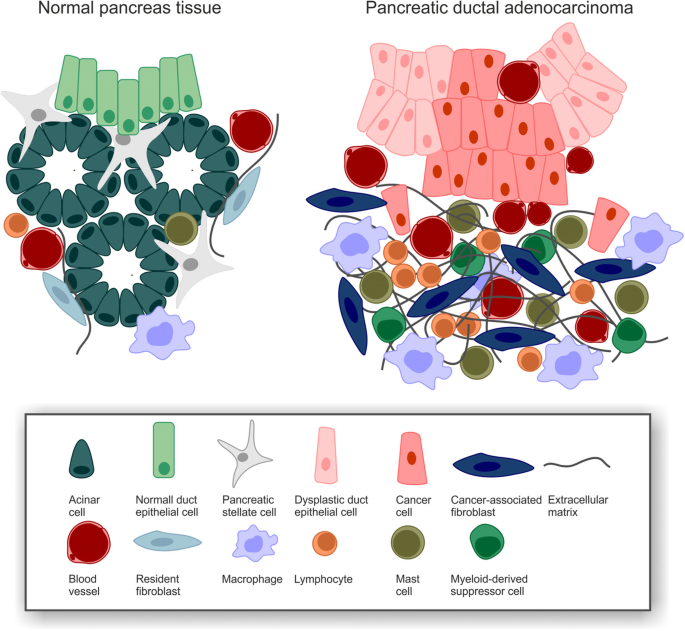 Normal pancreas tissue
Pancreatic ductal adenocarcinoma
Acinar
cell
Normall duct
epithelial cell
Pancreatic
stellate cell
Dysplastic duct
epithelial cell
Cancer
cell
Cancer-associated
fibroblast
Extracellular
matrix
Blood
vessel
Resident
fibroblast
Macrophage
Lymphocyte
Mast
cell
Myeloid-derived
suppressor cell